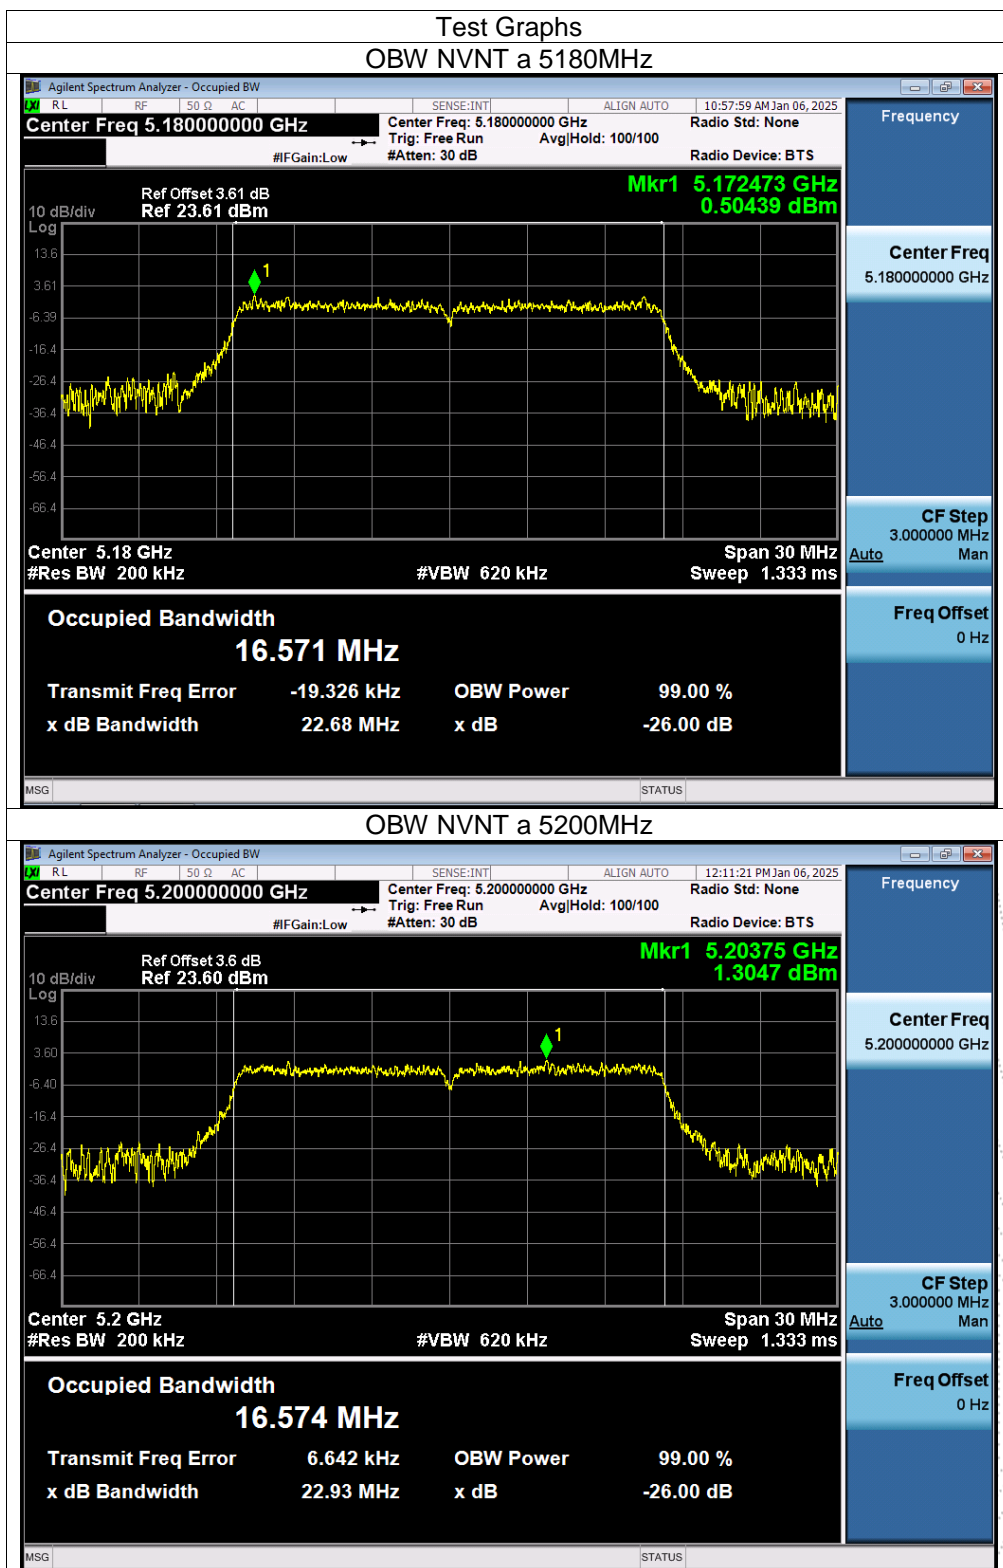 Test Graphs
OBW NVNT a 5180MHz
Agilent Spectrum Analyzer - Occupied BW
LXI RL RF 50 Ω AC SENSE:INT ALIGN AUTO 10:57:59 AM Jan 06, 2025
Center Freq 5.180000000 GHz Center Freq: 5.180000000 GHz Radio Std: None Frequency
Trig: Free Run Avg|Hold: 100/100
#IFGain:Low #Atten: 30 dB Radio Device: BTS
Mkr1 5.172473 GHz
0.50439 dBm
Ref Offset 3.61 dB
10 dB/div Ref 23.61 dBm
Log
13.6
3.61
-6.39
-16.4
-26.4
-36.4
-46.4
-56.4
-66.4
1
Center Freq
5.180000000 GHz
CF Step
3.000000 MHz
Auto Man
Center 5.18 GHz Span 30 MHz
#Res BW 200 kHz #VBW 620 kHz Sweep 1.333 ms
Freq Offset
0 Hz
Occupied Bandwidth
16.571 MHz
Transmit Freq Error -19.326 kHz OBW Power 99.00 %
x dB Bandwidth 22.68 MHz x dB -26.00 dB
MSG STATUS
OBW NVNT a 5200MHz
Agilent Spectrum Analyzer - Occupied BW
LXI RL RF 50 Ω AC SENSE:INT ALIGN AUTO 12:11:21 PM Jan 06, 2025
Center Freq 5.200000000 GHz Center Freq: 5.200000000 GHz Radio Std: None Frequency
Trig: Free Run Avg|Hold: 100/100
#IFGain:Low #Atten: 30 dB Radio Device: BTS
Mkr1 5.20375 GHz
1.3047 dBm
Ref Offset 3.6 dB
10 dB/div Ref 23.60 dBm
Log
13.6
3.60
-6.40
-16.4
-26.4
-36.4
-46.4
-56.4
-66.4
1
Center Freq
5.200000000 GHz
CF Step
3.000000 MHz
Auto Man
Center 5.2 GHz Span 30 MHz
#Res BW 200 kHz #VBW 620 kHz Sweep 1.333 ms
Freq Offset
0 Hz
Occupied Bandwidth
16.574 MHz
Transmit Freq Error 6.642 kHz OBW Power 99.00 %
x dB Bandwidth 22.93 MHz x dB -26.00 dB
MSG STATUS